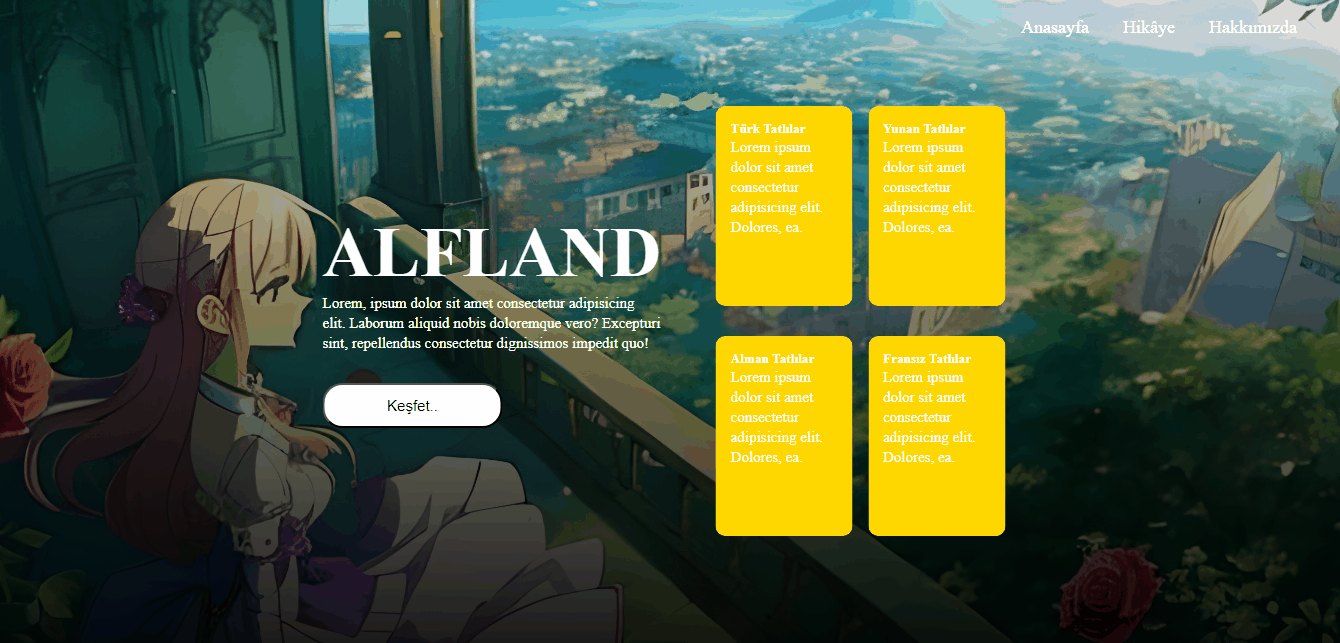 Anasayfa Hikâye Hakkımızda
ALFLAND
Lorem, ipsum dolor sit amet consectetur adipisicing
elit. Laborum aliquid nobis doloremque vero? Excepturi
sint, repellendus consectetur dignissimos impedit quo!
Keşfet..
Türk Tatlılar
Lorem ipsum
dolor sit amet
consectetur
adipisicing elit.
Dolores, ea.
Yunan Tatlılar
Lorem ipsum
dolor sit amet
consectetur
adipisicing elit.
Dolores, ea.
Alman Tatlılar
Lorem ipsum
dolor sit amet
consectetur
adipisicing elit.
Dolores, ea.
Fransız Tatlılar
Lorem ipsum
dolor sit amet
consectetur
adipisicing elit.
Dolores, ea.